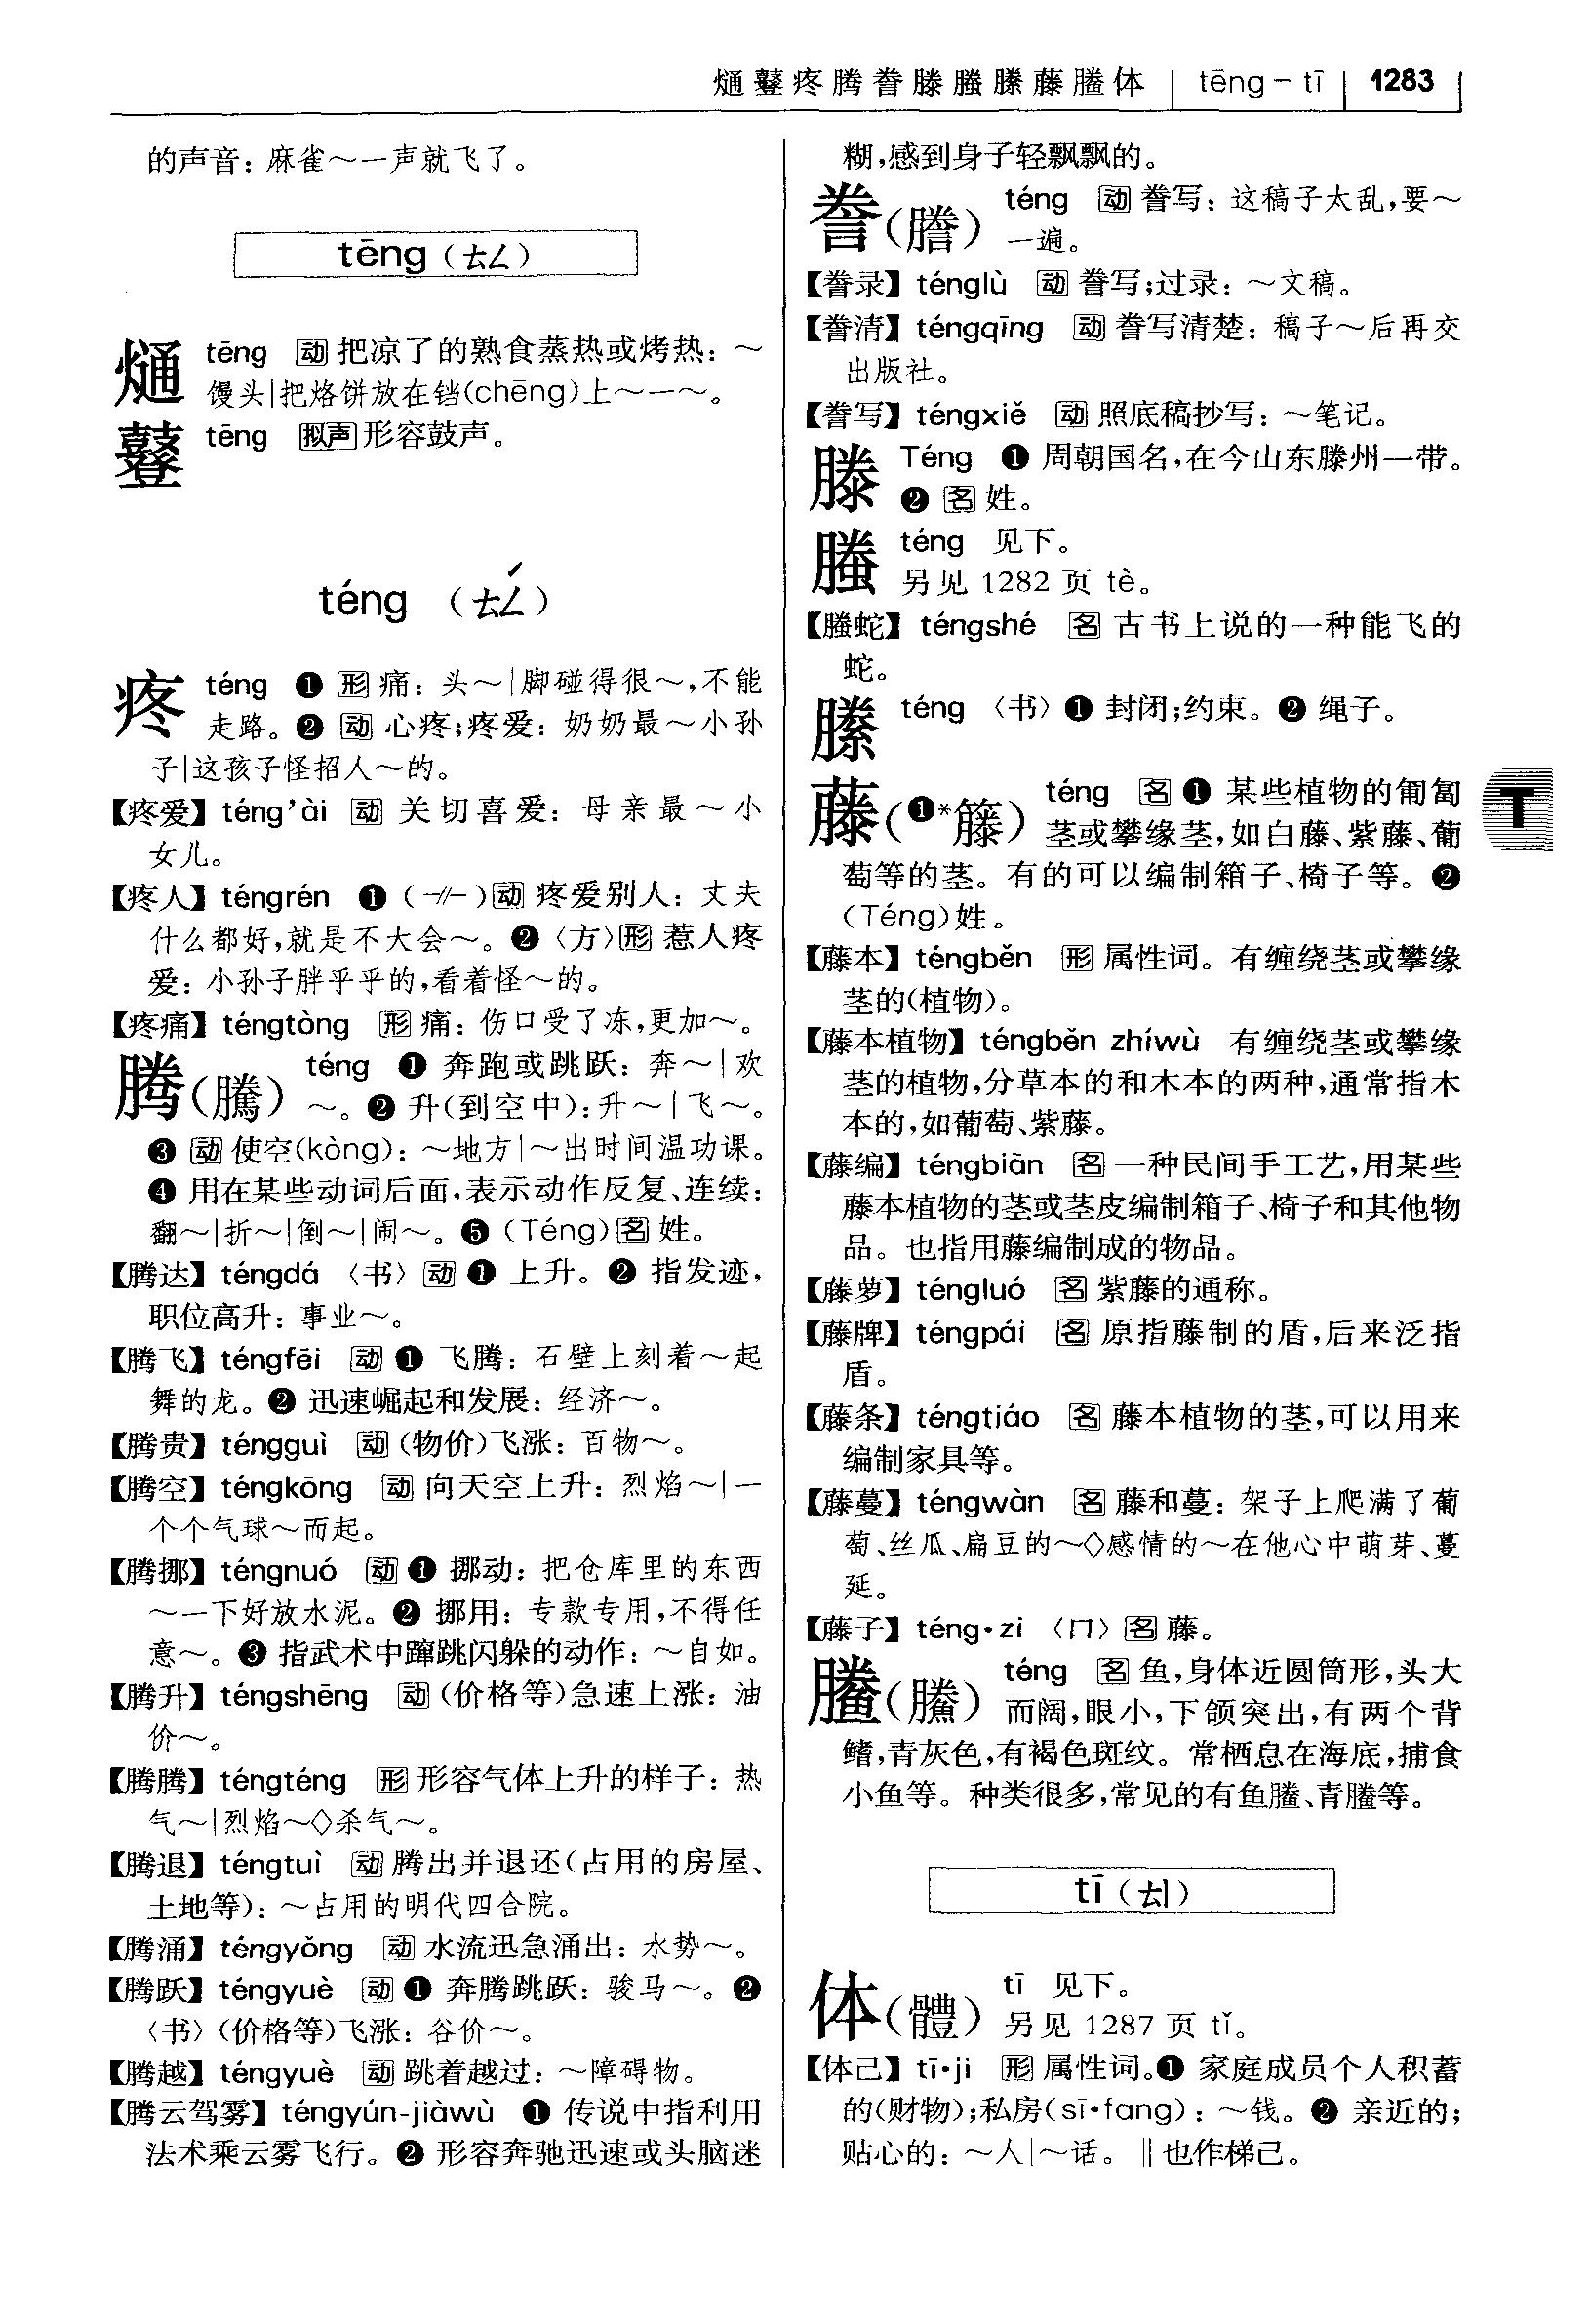 熥鼟疼腾誊滕螣縢藤䲢体 | tēng – tī | 1283
的声音：麻雀～一声就飞了。
tēng（ㄊㄥ）
熥 tēng 动 把凉了的熟食蒸热或烤热：～
馒头|把烙饼放在铛(chēng)上～一～。
鼟 tēng 拟声 形容鼓声。
téng （ㄊㄥˊ）
疼 téng ❶ 形 痛：头～|脚碰得很～，不能
走路。❷ 动 心疼；疼爱：奶奶最～小孙
子|这孩子怪招人～的。
【疼爱】téng’ài 动 关切喜爱：母亲最～小
女儿。
【疼人】téngrén ❶ (-//-)动 疼爱别人：丈夫
什么都好，就是不大会～。❷〈方〉形 惹人疼
爱：小孙子胖乎乎的，看着怪～的。
【疼痛】téngtòng 形 痛：伤口受了冻，更加～。
腾(騰) téng ❶ 奔跑或跳跃：奔～|欢
～。❷ 升(到空中)：升～|飞～。
❸ 动 使空(kòng)：～地方|～出时间温功课。
❹ 用在某些动词后面，表示动作反复、连续：
翻～|折～|倒～|闹～。❺ (Téng)名 姓。
【腾达】téngdá 〈书〉动 ❶ 上升。❷ 指发迹，
职位高升：事业～。
【腾飞】téngfēi 动 ❶ 飞腾：石壁上刻着～起
舞的龙。❷ 迅速崛起和发展：经济～。
【腾贵】téngguì 动 (物价)飞涨：百物～。
【腾空】téngkōng 动 向天空上升：烈焰～|一
个个气球～而起。
【腾挪】téngnuó 动 ❶ 挪动：把仓库里的东西
～一下好放水泥。❷ 挪用：专款专用，不得任
意～。❸ 指武术中蹿跳闪躲的动作：～自如。
【腾升】téngshēng 动 (价格等)急速上涨：油
价～。
【腾腾】téngténg 形 形容气体上升的样子：热
气～|烈焰～◇杀气～。
【腾退】téngtuì 动 腾出并退还(占用的房屋、
土地等)：～占用的明代四合院。
【腾涌】téngyǒng 动 水流迅急涌出：水势～。
【腾跃】téngyuè 动 ❶ 奔腾跳跃：骏马～。❷
〈书〉(价格等)飞涨：谷价～。
【腾越】téngyuè 动 跳着越过：～障碍物。
【腾云驾雾】téngyún-jiàwù ❶ 传说中指利用
法术乘云雾飞行。❷ 形容奔驰迅速或头脑迷
糊，感到身子轻飘飘的。
誊(謄) téng 动 誊写：这稿子太乱，要～
一遍。
【誊录】ténglù 动 誊写；过录：～文稿。
【誊清】téngqīng 动 誊写清楚：稿子～后再交
出版社。
【誊写】téngxiě 动 照底稿抄写：～笔记。
滕 Téng ❶ 周朝国名，在今山东滕州一带。
❷ 名 姓。
螣 téng 见下。
另见 1282 页 tè。
【螣蛇】téngshé 名 古书上说的一种能飞的
蛇。
縢 téng 〈书〉❶ 封闭；约束。❷ 绳子。
藤(❶*籐) téng 名 ❶ 某些植物的匍匐
茎或攀缘茎，如白藤、紫藤、葡
萄等的茎。有的可以编制箱子、椅子等。❷
(Téng)姓。
【藤本】téngběn 形 属性词。有缠绕茎或攀缘
茎的(植物)。
【藤本植物】téngběn zhíwù 有缠绕茎或攀缘
茎的植物，分草本的和木本的两种，通常指木
本的，如葡萄、紫藤。
【藤编】téngbiān 名 一种民间手工艺，用某些
藤本植物的茎或茎皮编制箱子、椅子和其他物
品。也指用藤编制成的物品。
【藤萝】téngluó 名 紫藤的通称。
【藤牌】téngpái 名 原指藤制的盾，后来泛指
盾。
【藤条】téngtiáo 名 藤本植物的茎，可以用来
编制家具等。
【藤蔓】téngwàn 名 藤和蔓：架子上爬满了葡
萄、丝瓜、扁豆的～◇感情的～在他心中萌芽、蔓
延。
【藤子】téng·zi 〈口〉名 藤。
T
䲢(鰧) téng 名 鱼，身体近圆筒形，头大
而阔，眼小，下颌突出，有两个背
鳍，青灰色，有褐色斑纹。常栖息在海底，捕食
小鱼等。种类很多，常见的有鱼䲢、青䲢等。
tī（ㄊㄧ）
体(體) tī 见下。
另见 1287 页 tǐ。
【体己】tī·ji 形 属性词。❶ 家庭成员个人积蓄
的(财物)；私房(sī·fang)：～钱。❷ 亲近的；
贴心的：～人|～话。‖也作梯己。